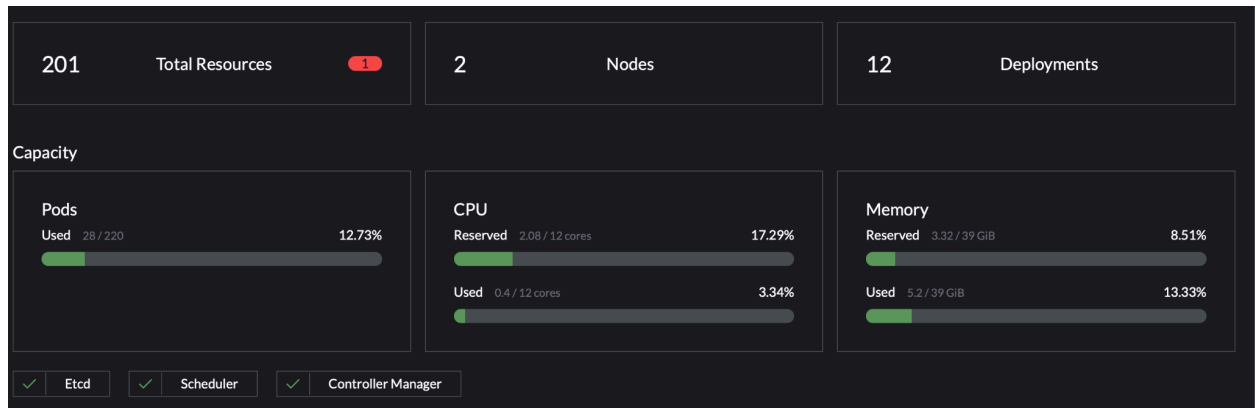 201 Total Resources 1
2 Nodes
12 Deployments
Capacity
Pods
Used 28 / 220 12.73%
CPU
Reserved 2.08 / 12 cores 17.29%
Used 0.4 / 12 cores 3.34%
Memory
Reserved 3.32 / 39 GiB 8.51%
Used 5.2 / 39 GiB 13.33%
Etcd
Scheduler
Controller Manager